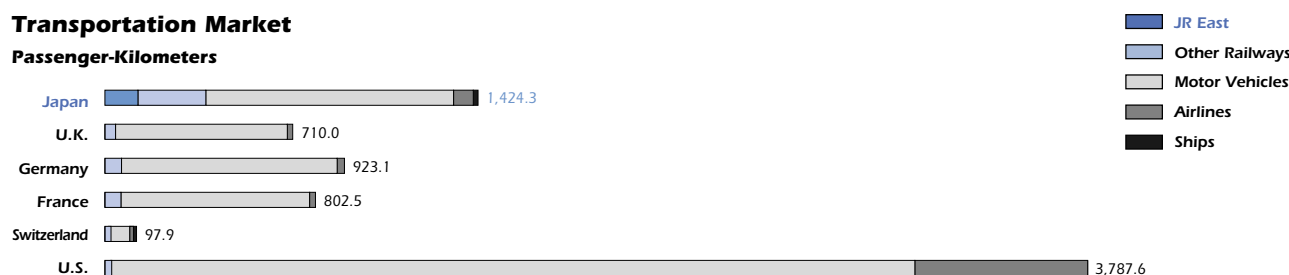 Transportation Market
Passenger-Kilometers
JR East
Other Railways
Motor Vehicles
Airlines
Ships
Japan 1,424.3
U.K. 710.0
Germany 923.1
France 802.5
Switzerland 97.9
U.S. 3,787.6